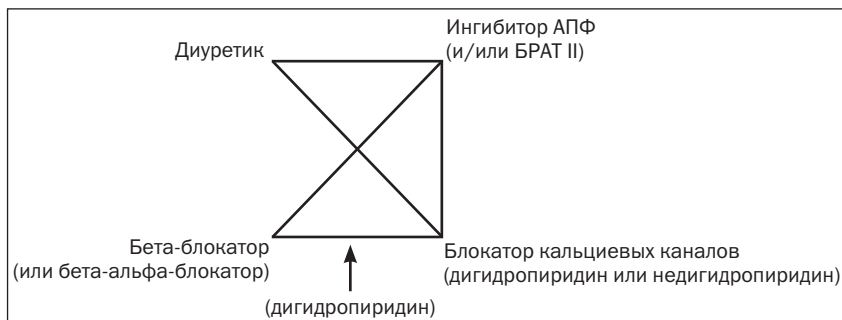 Диуретик
Ингибитор АПФ
(и/или БРАТ II)
Бета-блокатор
(или бета-альфа-блокатор)
Блокатор кальциевых каналов
(дигидропиридин или недигидропиридин)
(дигидропиридин)